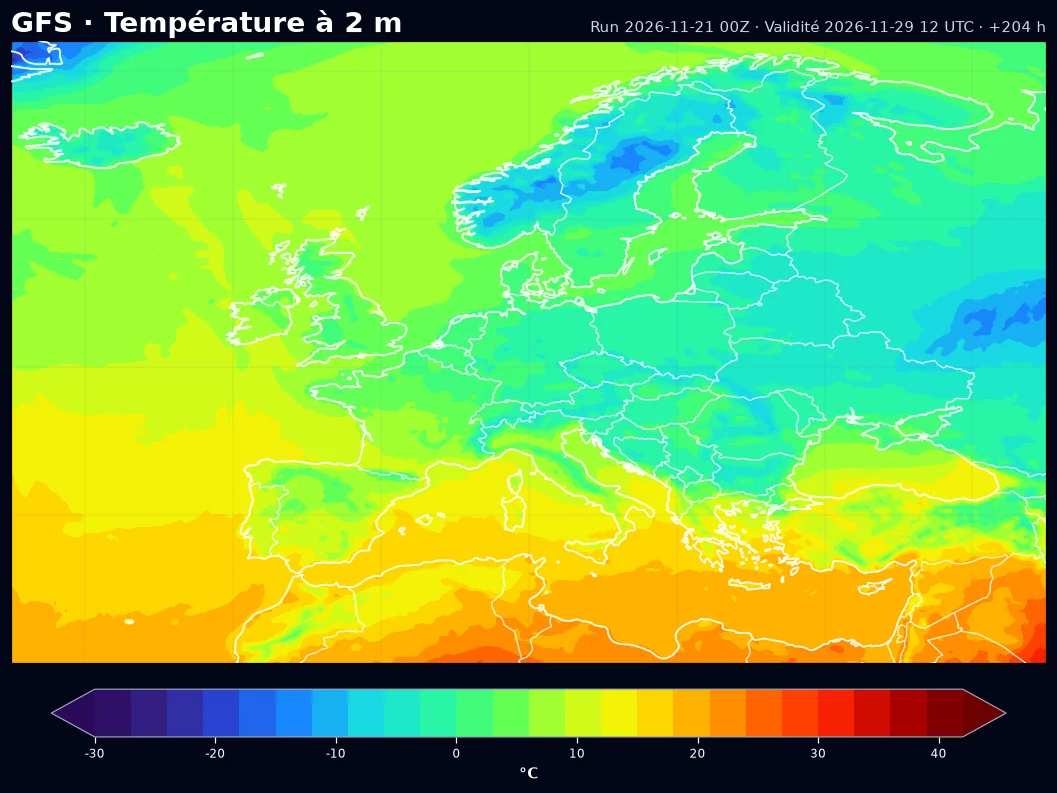 GFS · Température à 2 m
Run 2026-11-21 00Z · Validité 2026-11-29 12 UTC · +204 h
-30 -20 -10 0 10 20 30 40
°C